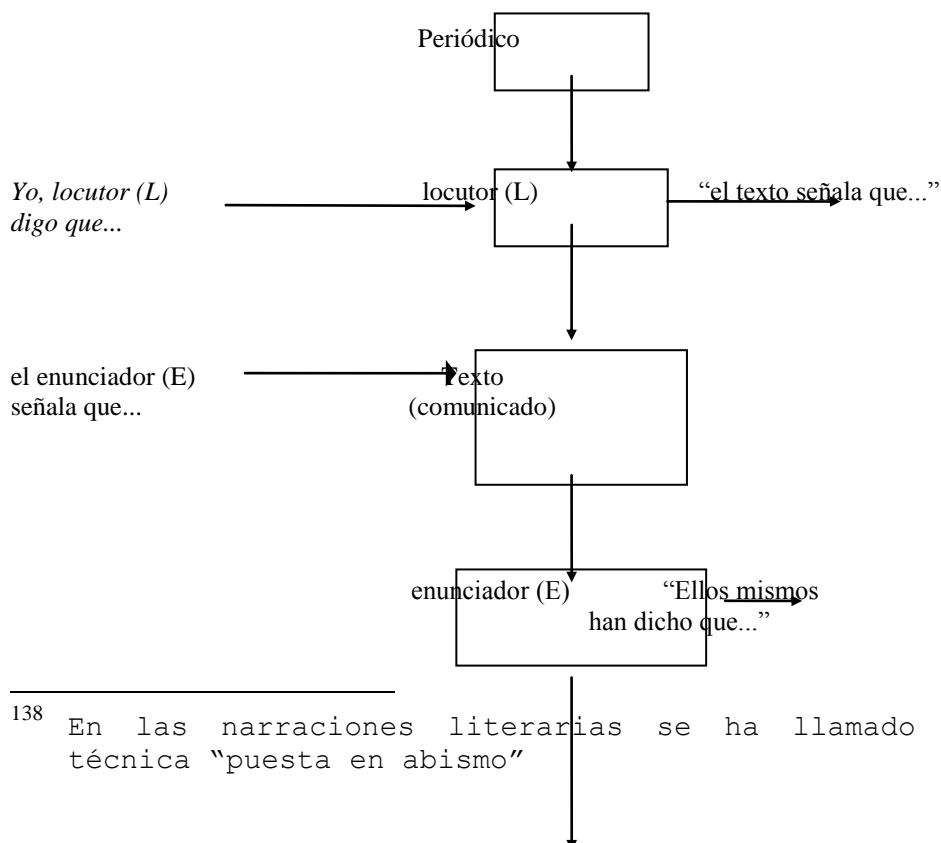 Periódico
Yo, locutor (L) locutor (L) “el texto señala que...”
digo que...
el enunciador (E) Texto
señala que... (comunicado)
enunciador (E) “Ellos mismos
han dicho que...”
138 En las narraciones literarias se ha llamado
técnica “puesta en abismo”